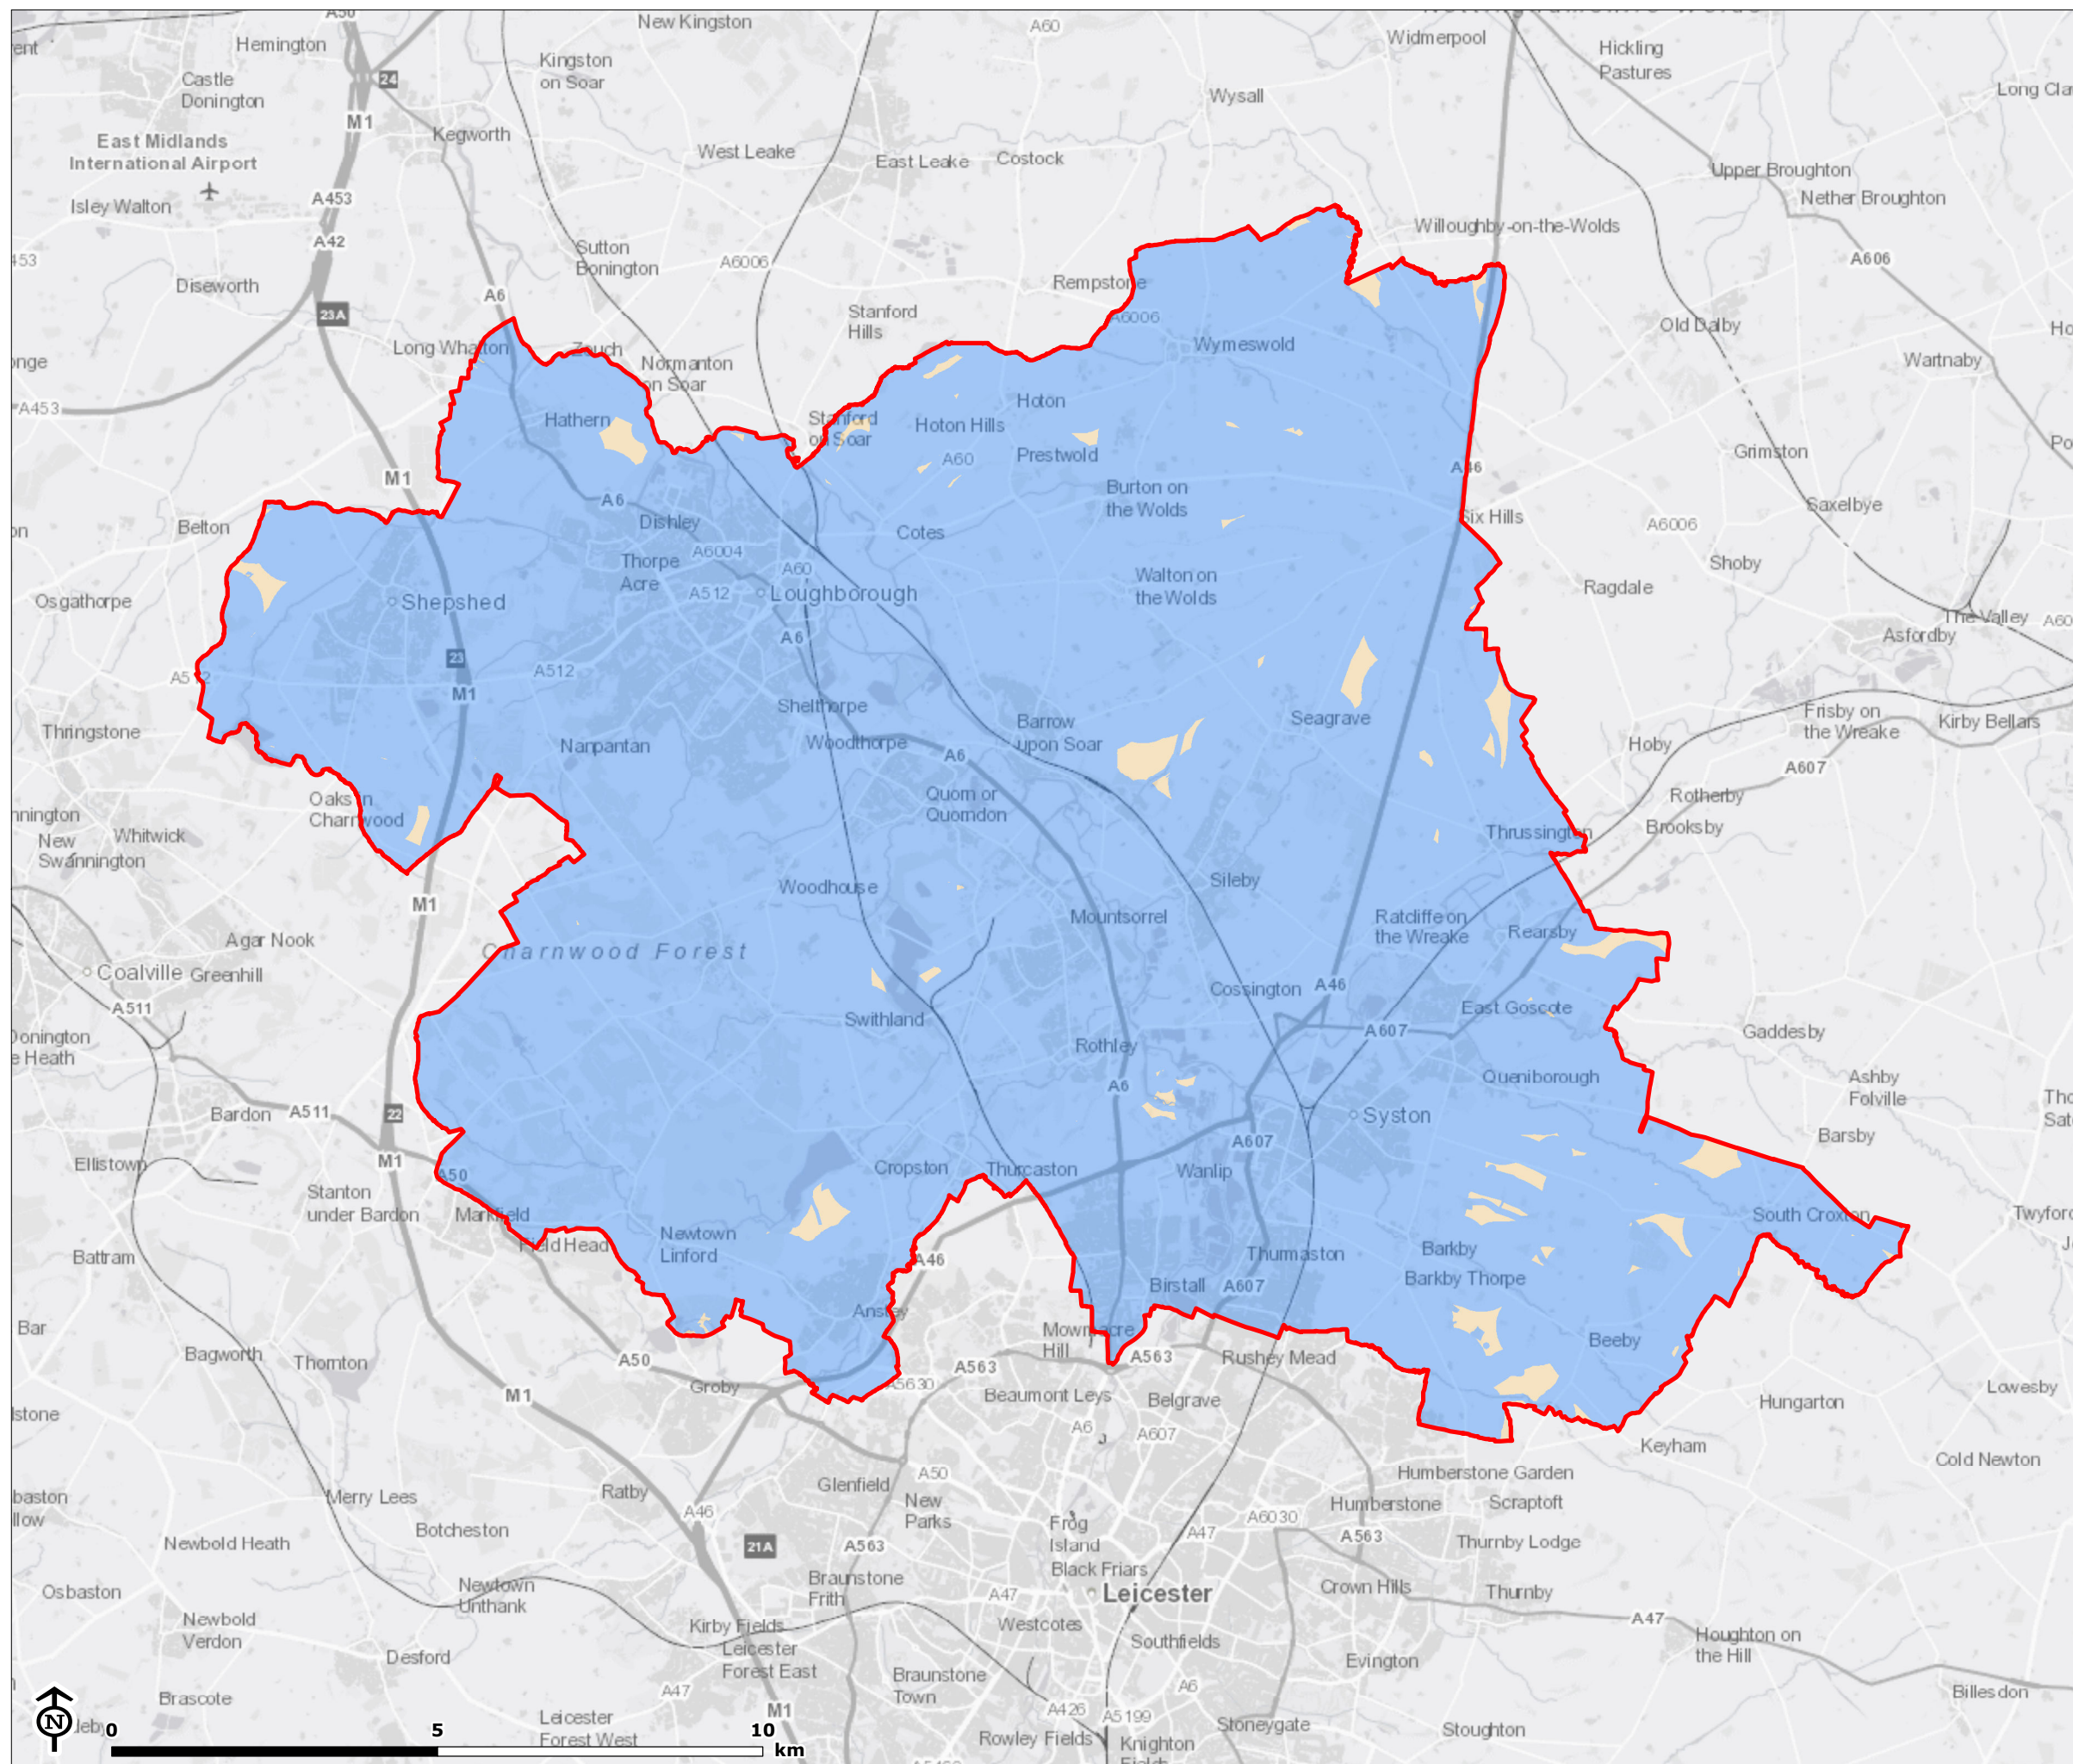 A50
New Kingston
A60
Widmerpool
Hemington
Hickling
Pastures
Kingston
on Soar
24
Castle
Donington
Wysall
M1
Kegworth
East Midlands
International Airport
West Leake
East Leake
Costock
Upper Broughton
Nether Broughton
A453
Isley Walton
Willoughby-on-the-Wolds
A42
Sutton
Bonington
A6006
A606
Diseworth
Rempstone
A6
23A
Stanford
Hills
A6006
Old Dalby
Long Whatton
Zouch
Wymeswold
Normanton
on Soar
Wartnaby
A453
Hathern
Stanford
on Soar
Hoton
Hoton Hills
Prestwold
A60
Grimston
M1
A46
Burton on
the Wolds
A6
Saxelbye
Belton
Dishley
Six Hills
A6006
Cotes
A6004
Thorpe
Acre
A60
Shoby
Walton on
the Wolds
Ragdale
Osgathorpe
Shepshed
A512
Loughborough
The Valley
A6
Asfordby
23
A512
A512
M1
Shelthorpe
Barrow
upon Soar
Seagrave
Frisby on
the Wreake
Kirby Bellars
Thringstone
Nanpantan
Woodthorpe
Hoby
A6
A607
Oaks in
Charnwood
Quorn or
Quorndon
Rotherby
Whitwick
New
Swannington
Thrussington
Brooksby
Woodhouse
Sileby
M1
Mountsorrel
Ratcliffe on
the Wreake
Rearsby
Agar Nook
Charnwood Forest
Coalville
Greenhill
Cossington
A46
A511
East Goscote
Swithland
A607
Gaddesby
Donington
e Heath
Rothley
Queniborough
Ashby
Folville
A6
Bardon
A511
22
Syston
Barsby
A607
M1
Ellistown
A50
Cropston
Thurcaston
Wanlip
Stanton
under Bardon
Markfield
South Croxton
Newtown
Linford
Field Head
Battram
A46
Thurmaston
Barkby
Barkby Thorpe
Birstall
A607
Anstey
Bar
Mowmacre
Hill
Beeby
Bagworth
Thornton
A50
A563
A563
Rushey Mead
Groby
A5630
Beaumont Leys
Belgrave
Lowesby
M1
Hungarton
A6
A607
Keyham
Cold Newton
A50
Humberstone Garden
Glenfield
Merry Lees
Ratby
New
Parks
Humberstone
Scraptoft
A46
Frog
Island
A6030
Botcheston
A47
A563
Newbold Heath
21A
A563
Thurnby Lodge
Black Friars
Braunstone
Frith
Osbaston
Newtown
Unthank
A47
Leicester
Crown Hills
Thurnby
Newbold
Verdon
Kirby Fields
Westcotes
A47
Leicester
Forest East
Southfields
Houghton on
the Hill
Desford
Evington
Braunstone
Town
Brascote
A47
A6
Billesdon
M1
A426
A5199
N
Leicester
Forest West
Rowley Fields
Knighton
Stoneygate
Stoughton
0
5
10
km